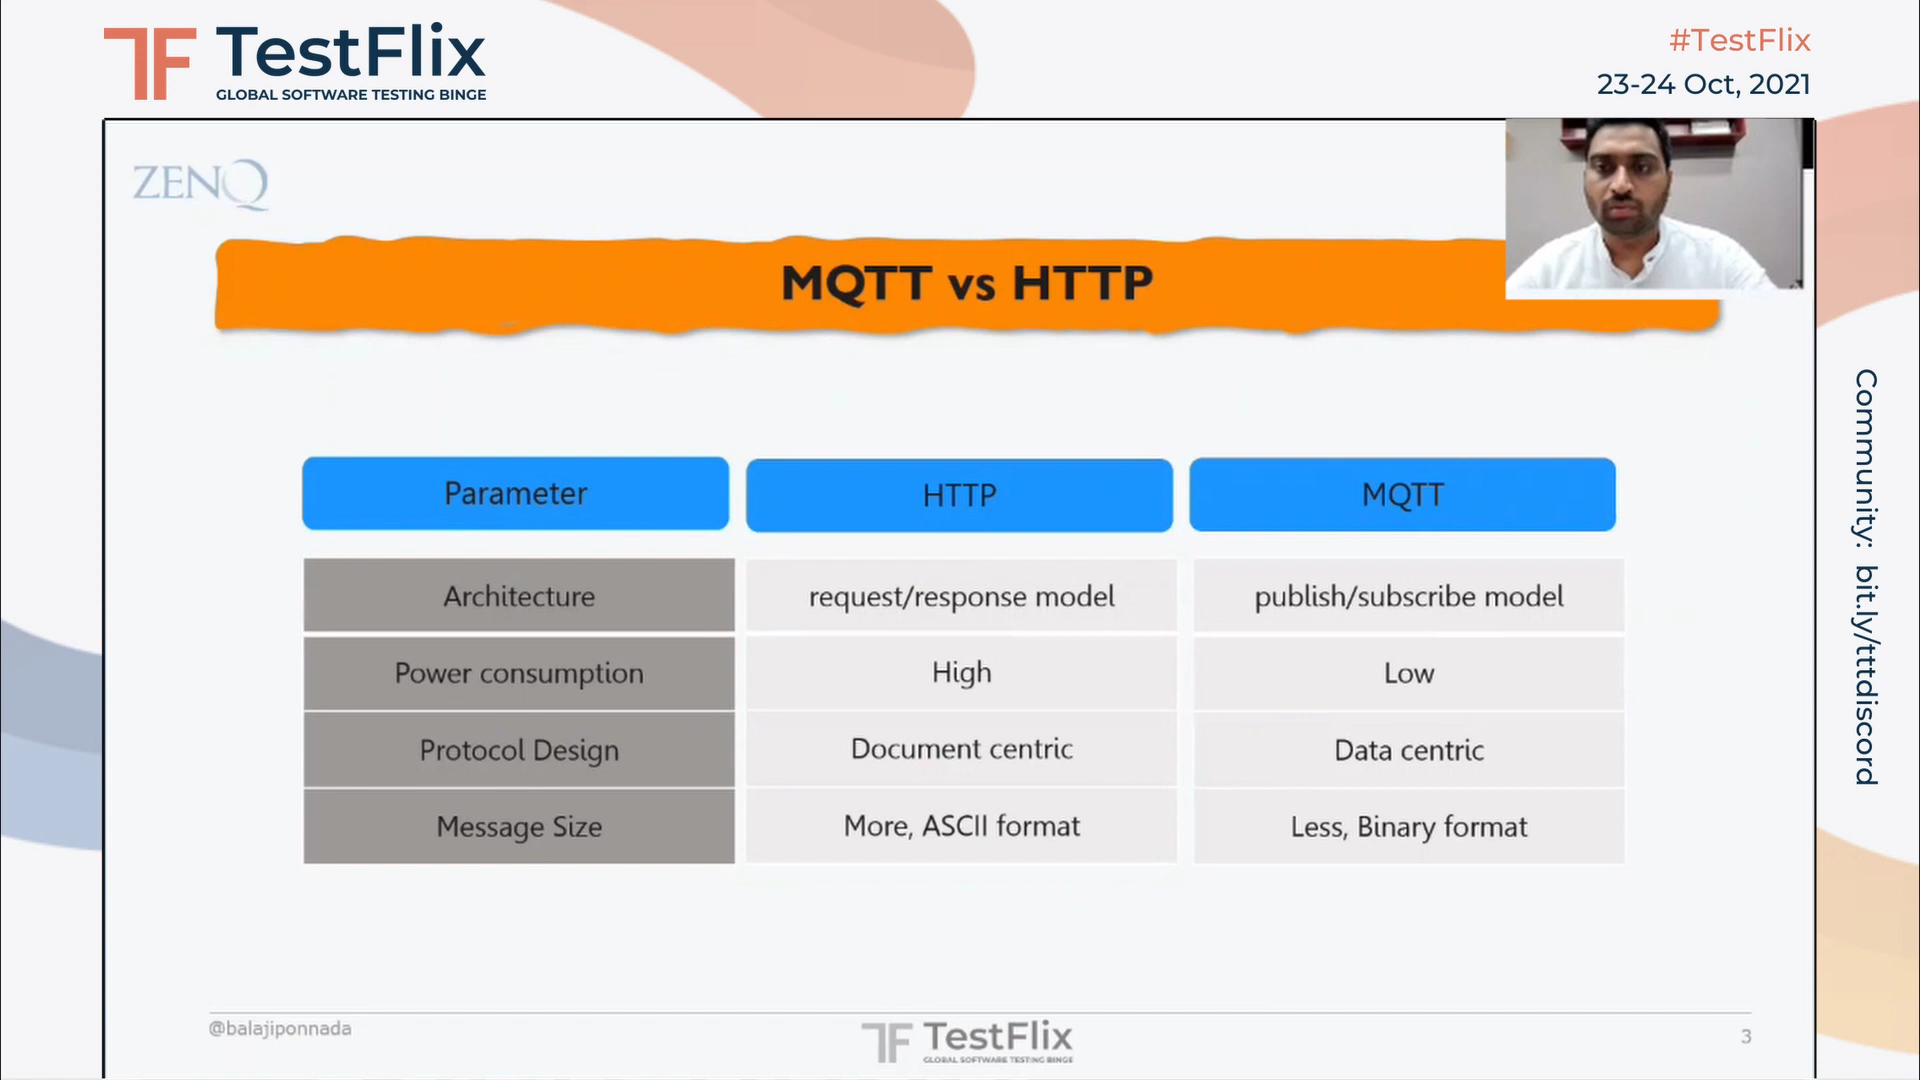 TF TestFlix
GLOBAL SOFTWARE TESTING BINGE
#TestFlix
23-24 Oct, 2021
ZENQ
MQTT vs HTTP
Parameter HTTP MQTT
Architecture request/response model publish/subscribe model
Power consumption High Low
Protocol Design Document centric Data centric
Message Size More, ASCII format Less, Binary format
Community: bit.ly/tttdiscord
@balajiponnada
TF TestFlix
GLOBAL SOFTWARE TESTING BINGE
3